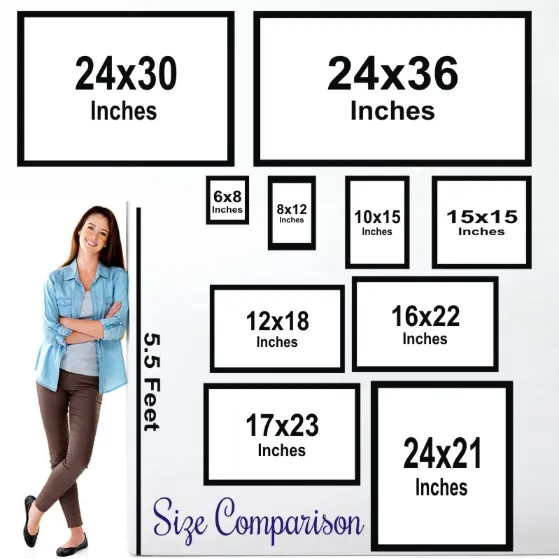 24x30
Inches
24x36
Inches
6x8
Inches
8x12
Inches
10x15
Inches
15x15
Inches
12x18
Inches
16x22
Inches
5.5 Feet
17x23
Inches
24x21
Inches
Size Comparison